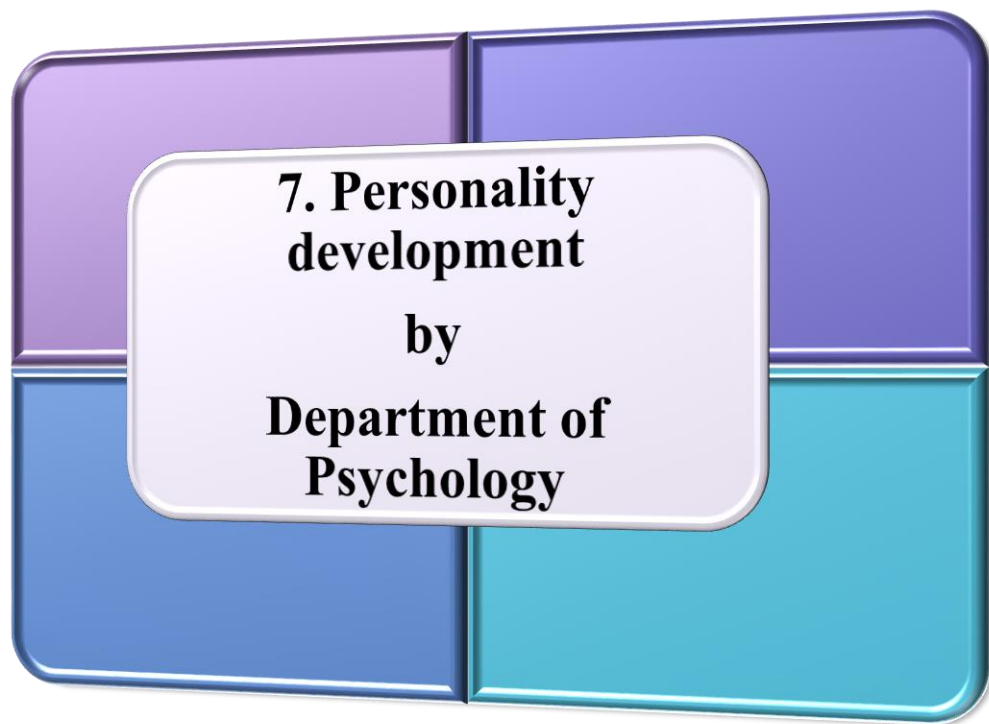 7. Personality
development
by
Department of
Psychology